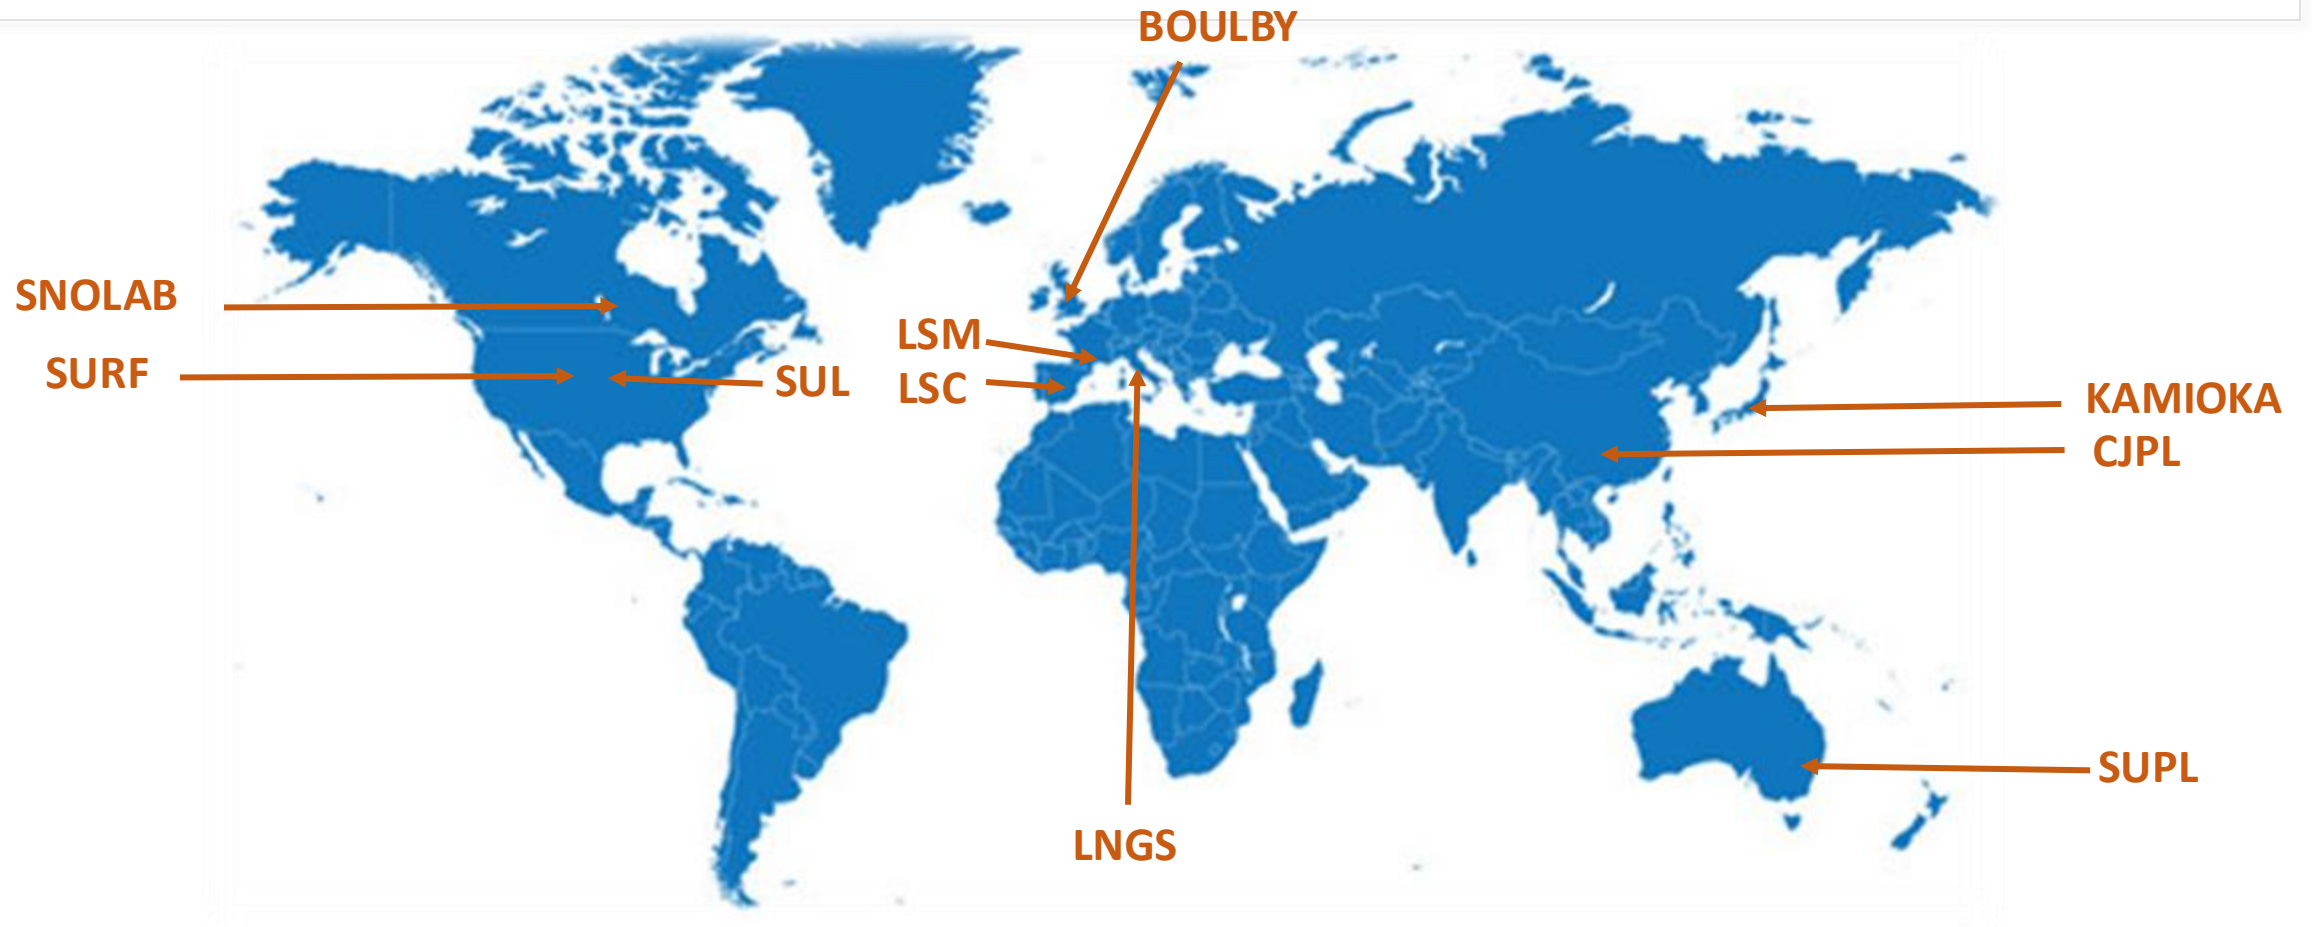 BOULBY
SNOLAB
SURF
SUL
LSM
LSC
KAMIOKA
CJPL
SUPL
LNGS